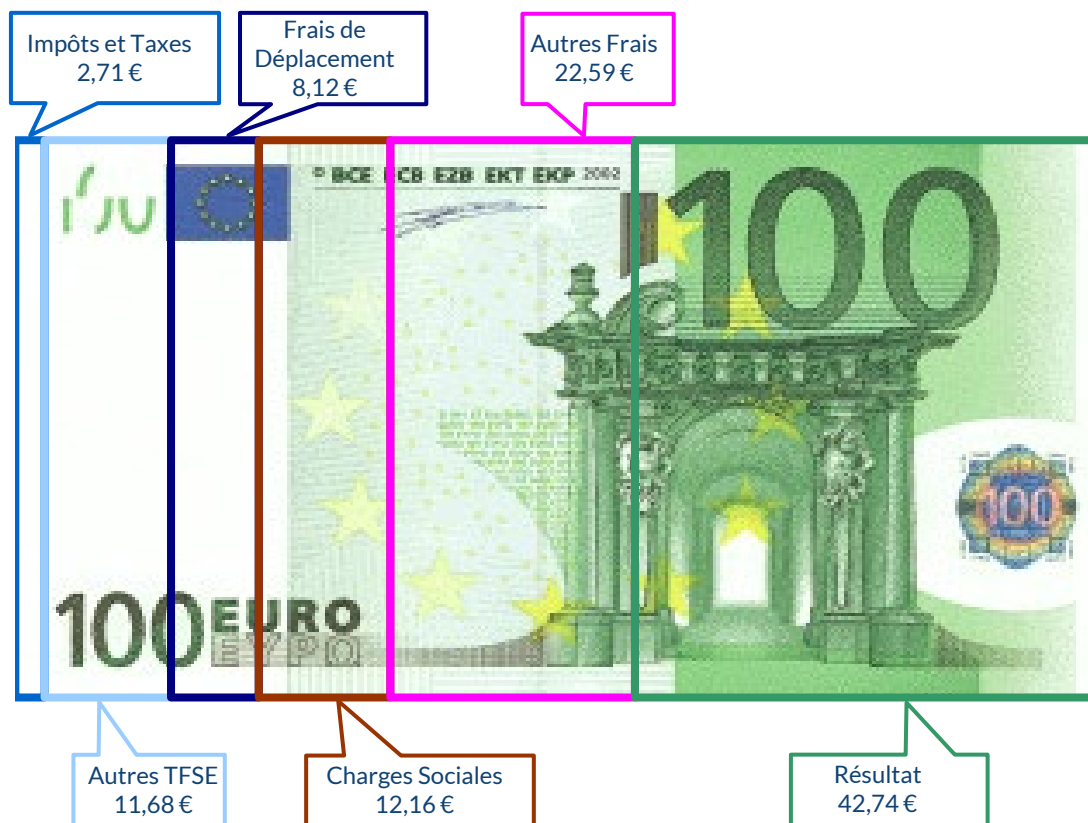 Impôts et Taxes
2,71 €
Frais de
Déplacement
8,12 €
Autres Frais
22,59 €
© BCE ECB EZB EKT EKP 2002
100
100
100 EURO
ΕΥΡΩ
Autres TFSE
11,68 €
Charges Sociales
12,16 €
Résultat
42,74 €